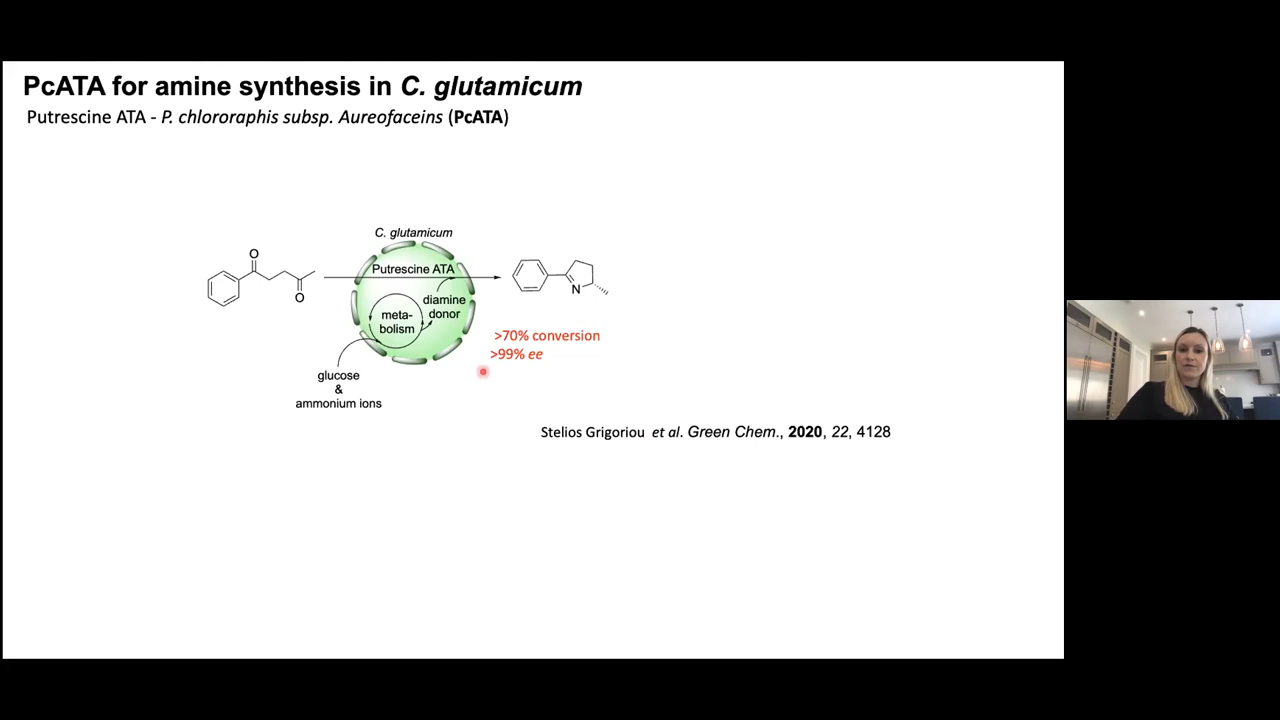 PcATA for amine synthesis in C. glutamicum
Putrescine ATA - P. chlororaphis subsp. Aureofaceins (PcATA)
C. glutamicum
O
Putrescine ATA
O
N
diamine
donor
meta-
bolism
>70% conversion
>99% ee
glucose
&
ammonium ions
Stelios Grigoriou et al. Green Chem., 2020, 22, 4128